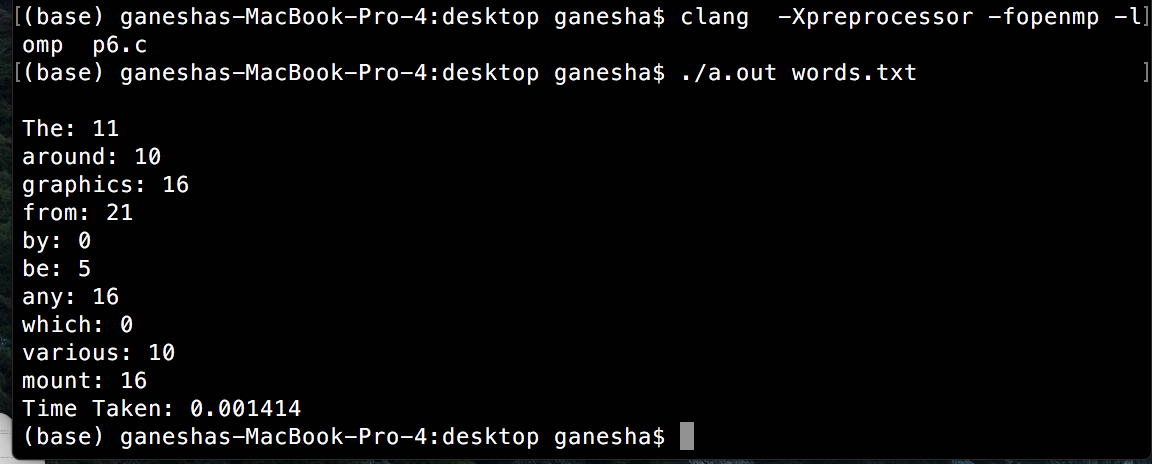 [(base) ganeshas-MacBook-Pro-4:desktop ganesha$ clang  -Xpreprocessor -fopenmp -l]
omp  p6.c
[(base) ganeshas-MacBook-Pro-4:desktop ganesha$ ./a.out words.txt ]
The: 11
around: 10
graphics: 16
from: 21
by: 0
be: 5
any: 16
which: 0
various: 10
mount: 16
Time Taken: 0.001414
(base) ganeshas-MacBook-Pro-4:desktop ganesha$